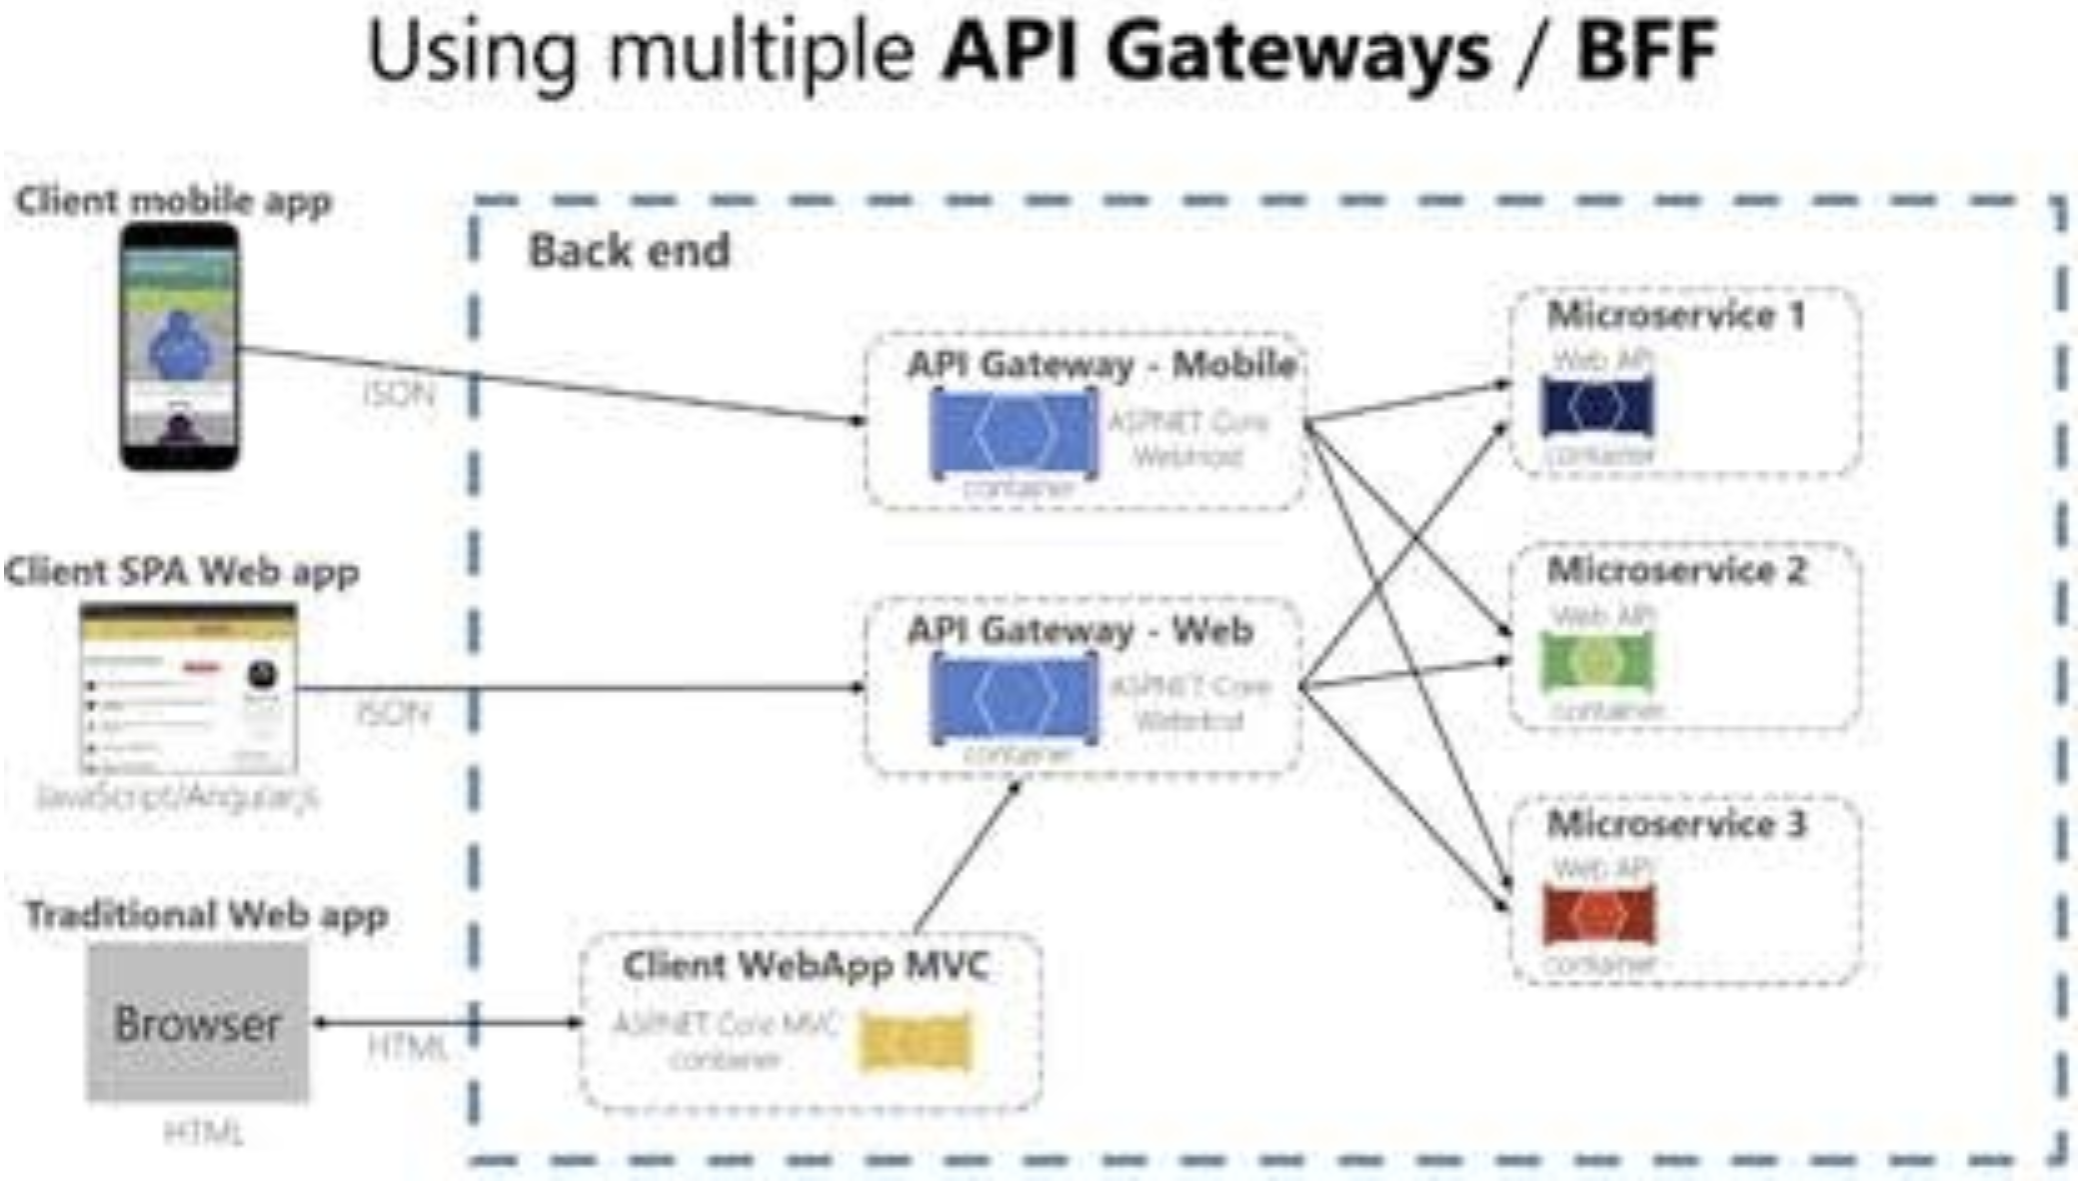 Using multiple API Gateways / BFF
Client mobile app
JSON
Back end
API Gateway - Mobile
ASP.NET Core
WebHost
container
Microservice 1
Web API
container
Client SPA Web app
JSON
JavaScript/Angular.js
API Gateway - Web
ASP.NET Core
WebHost
container
Microservice 2
Web API
container
Traditional Web app
Browser
HTML
HTML
Client WebApp MVC
ASP.NET Core MVC
container
Microservice 3
Web API
container